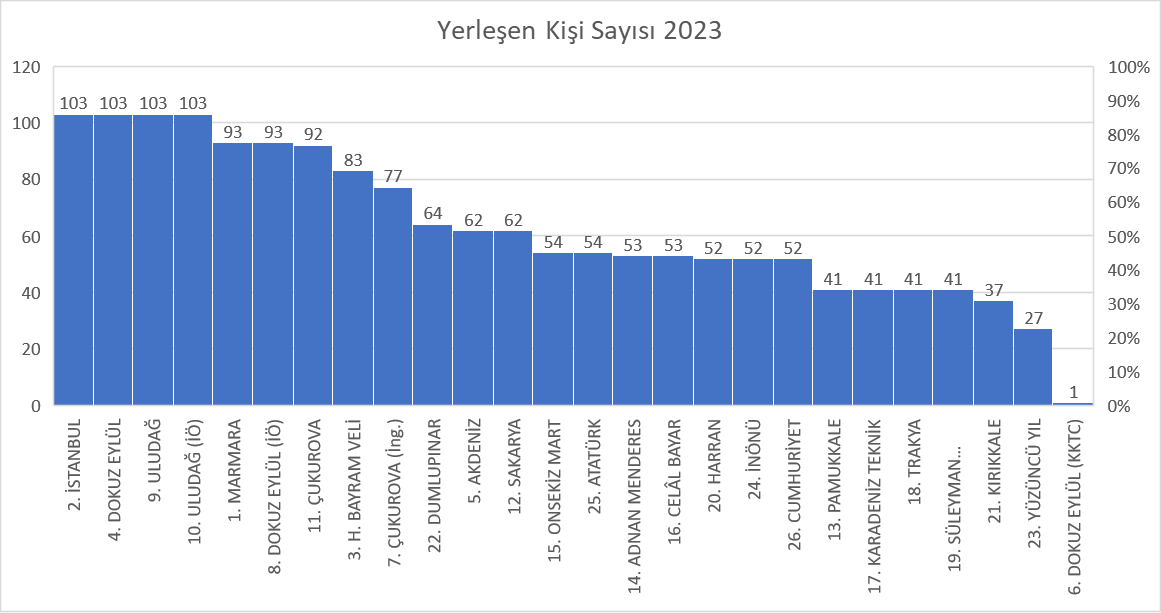 Yerleşen Kişi Sayısı 2023
120
100
80
60
40
20
0
100%
90%
80%
70%
60%
50%
40%
30%
20%
10%
0%
103
103
103
103
93
93
92
83
77
64
62
62
54
54
53
53
52
52
52
41
41
41
41
37
27
1
2. İSTANBUL
4. DOKUZ EYLÜL
9. ULUDAĞ
10. ULUDAĞ (İÖ)
1. MARMARA
8. DOKUZ EYLÜL (İÖ)
11. ÇUKUROVA
3. H. BAYRAM VELİ
7. ÇUKUROVA (İng.)
22. DUMLUPINAR
5. AKDENİZ
12. SAKARYA
15. ONSEKİZ MART
25. ATATÜRK
14. ADNAN MENDERES
16. CELÂL BAYAR
20. HARRAN
24. İNÖNÜ
26. CUMHURİYET
13. PAMUKKALE
17. KARADENİZ TEKNİK
18. TRAKYA
19. SÜLEYMAN...
21. KIRIKKALE
23. YÜZÜNCÜ YIL
6. DOKUZ EYLÜL (KKTC)